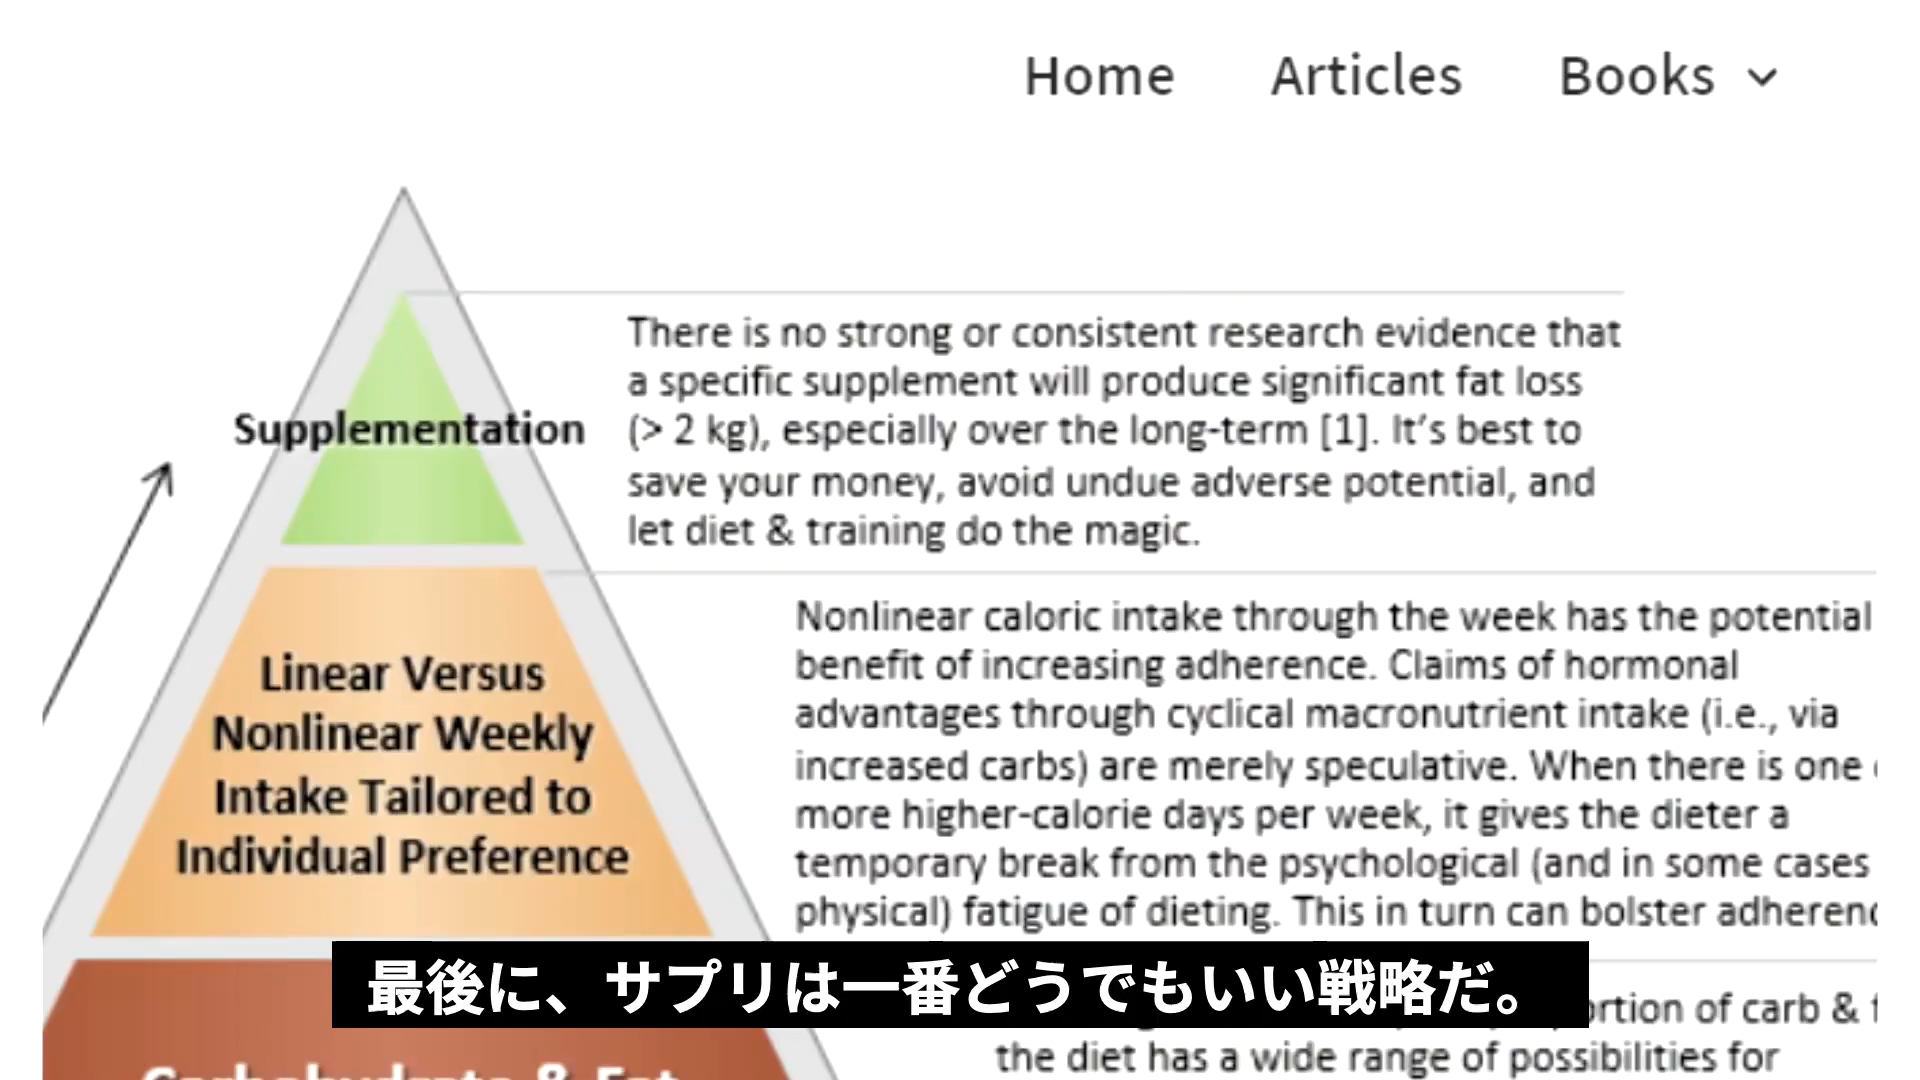 Home Articles Books
There is no strong or consistent research evidence that
a specific supplement will produce significant fat loss
(> 2 kg), especially over the long-term [1]. It's best to
save your money, avoid undue adverse potential, and
let diet & training do the magic.
Supplementation
Nonlinear caloric intake through the week has the potential
benefit of increasing adherence. Claims of hormonal
advantages through cyclical macronutrient intake (i.e., via
increased carbs) are merely speculative. When there is one
more higher-calorie days per week, it gives the dieter a
temporary break from the psychological (and in some cases
physical) fatigue of dieting. This in turn can bolster
Linear Versus
Nonlinear Weekly
Intake Tailored to
Individual Preference
最後に、サプリは一番どうでもいい戦略だ。
of carb &
the diet has a wide range of possibilities for
Carbohydrate & Fat